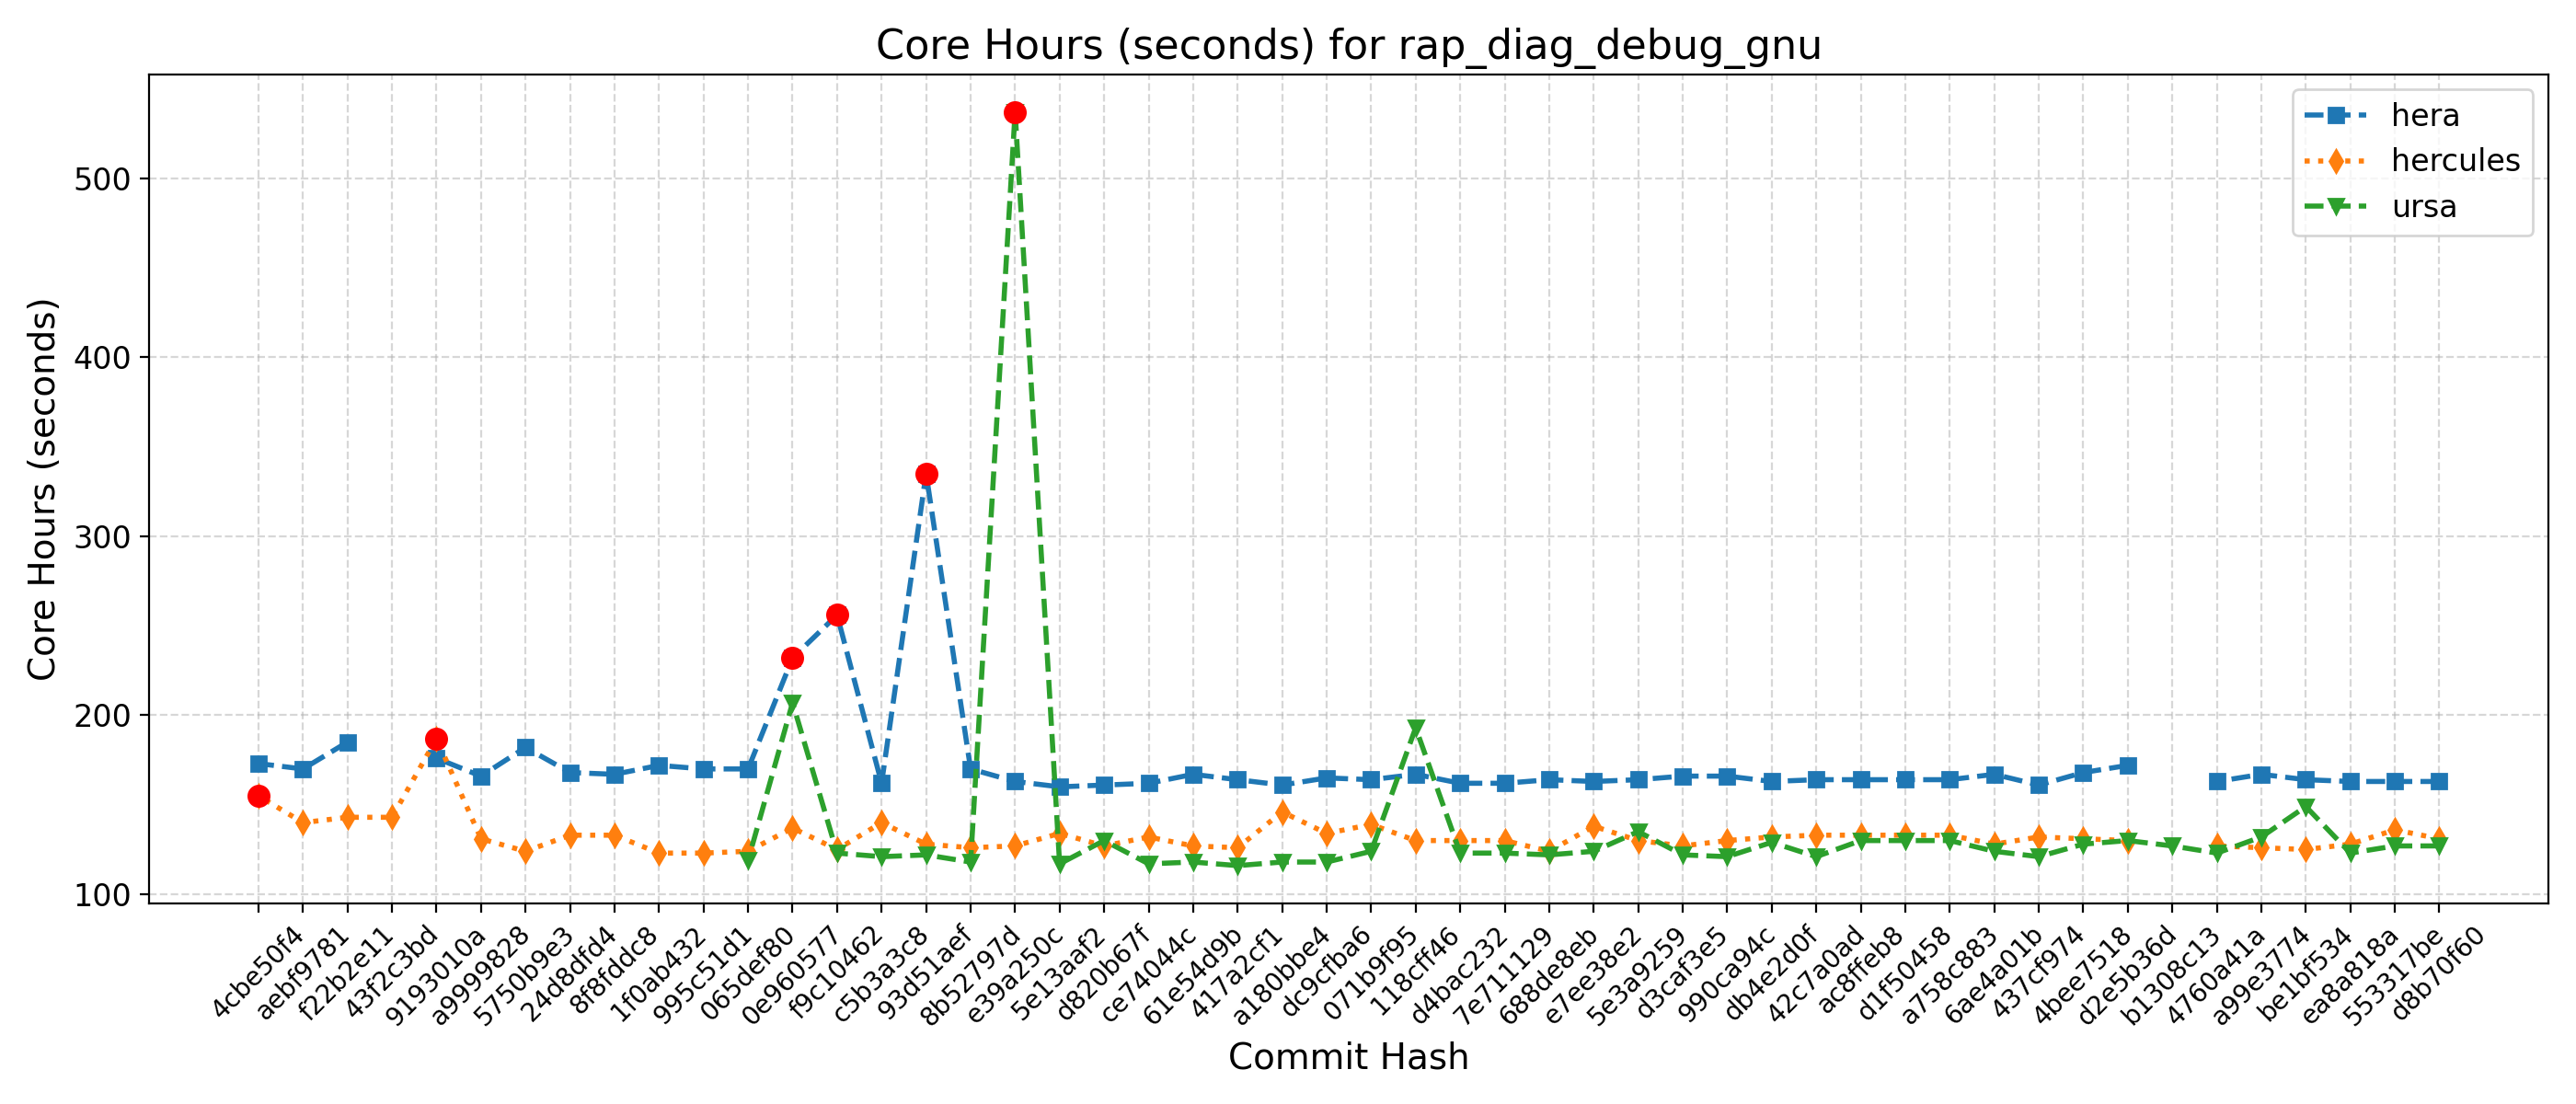 Core Hours (seconds) for rap_diag_debug_gnu
hera
hercules
ursa
Core Hours (seconds)
500
400
300
200
100
4cbe50f4
aebf9781
f22b2e11
43f2c3bd
9193010a
a9999828
5750b9e3
24d8dfd4
8f8fddc8
1f0ab432
995c51d1
065def80
0e960577
f9c10462
c5b3a3c8
93d51aef
8b52797d
e39a250c
5e13aaf2
d820b67f
ce74044c
61e54d9b
417a2cf1
a180bbe4
dc9cfba6
071b9f95
118cff46
d4bac232
7e711129
688de8eb
e7ee38e2
5e3a9259
d3caf3e5
990ca94c
db4e2d0f
42c7a0ad
ac8ffeb8
d1f50458
a758c883
6ae4a01b
437cf974
4bee7518
d2e5b36d
b1308c13
4760a41a
a99e3774
be1bf534
ea8a818a
553317be
d8b70f60
Commit Hash